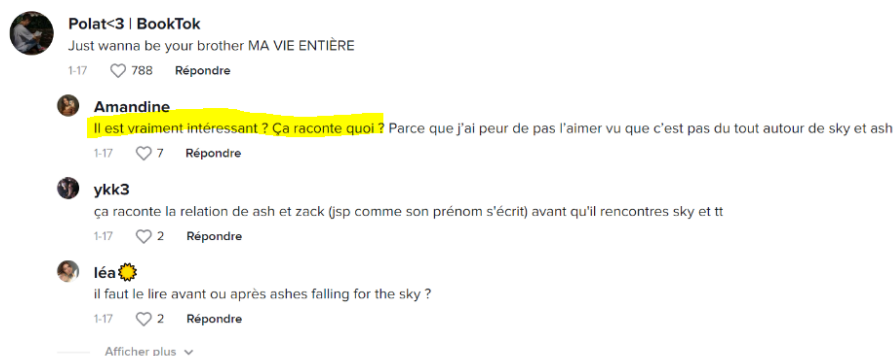 Polat<3 | BookTok
Just wanna be your brother MA VIE ENTIÈRE
1-17 788 Répondre
Amandine
Il est vraiment intéressant ? Ça raconte quoi ? Parce que j'ai peur de pas l'aimer vu que c'est pas du tout autour de sky et ash
1-17 7 Répondre
ykk3
ça raconte la relation de ash et zack (jsp comme son prénom s'écrit) avant qu'il rencontres sky et tt
1-17 2 Répondre
léa
il faut le lire avant ou après ashes falling for the sky ?
1-17 2 Répondre
Afficher plus